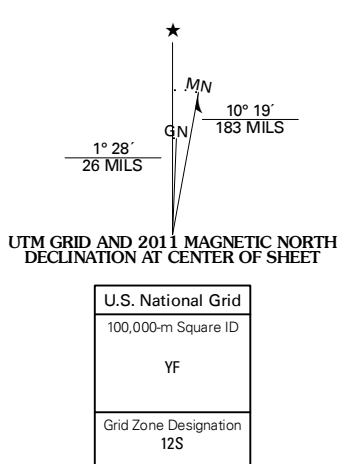 ★
MN
GN
10° 19´
183 MILS
1° 28´
26 MILS
UTM GRID AND 2011 MAGNETIC NORTH
DECLINATION AT CENTER OF SHEET
U.S. National Grid
100,000-m Square ID
YF
Grid Zone Designation
12S